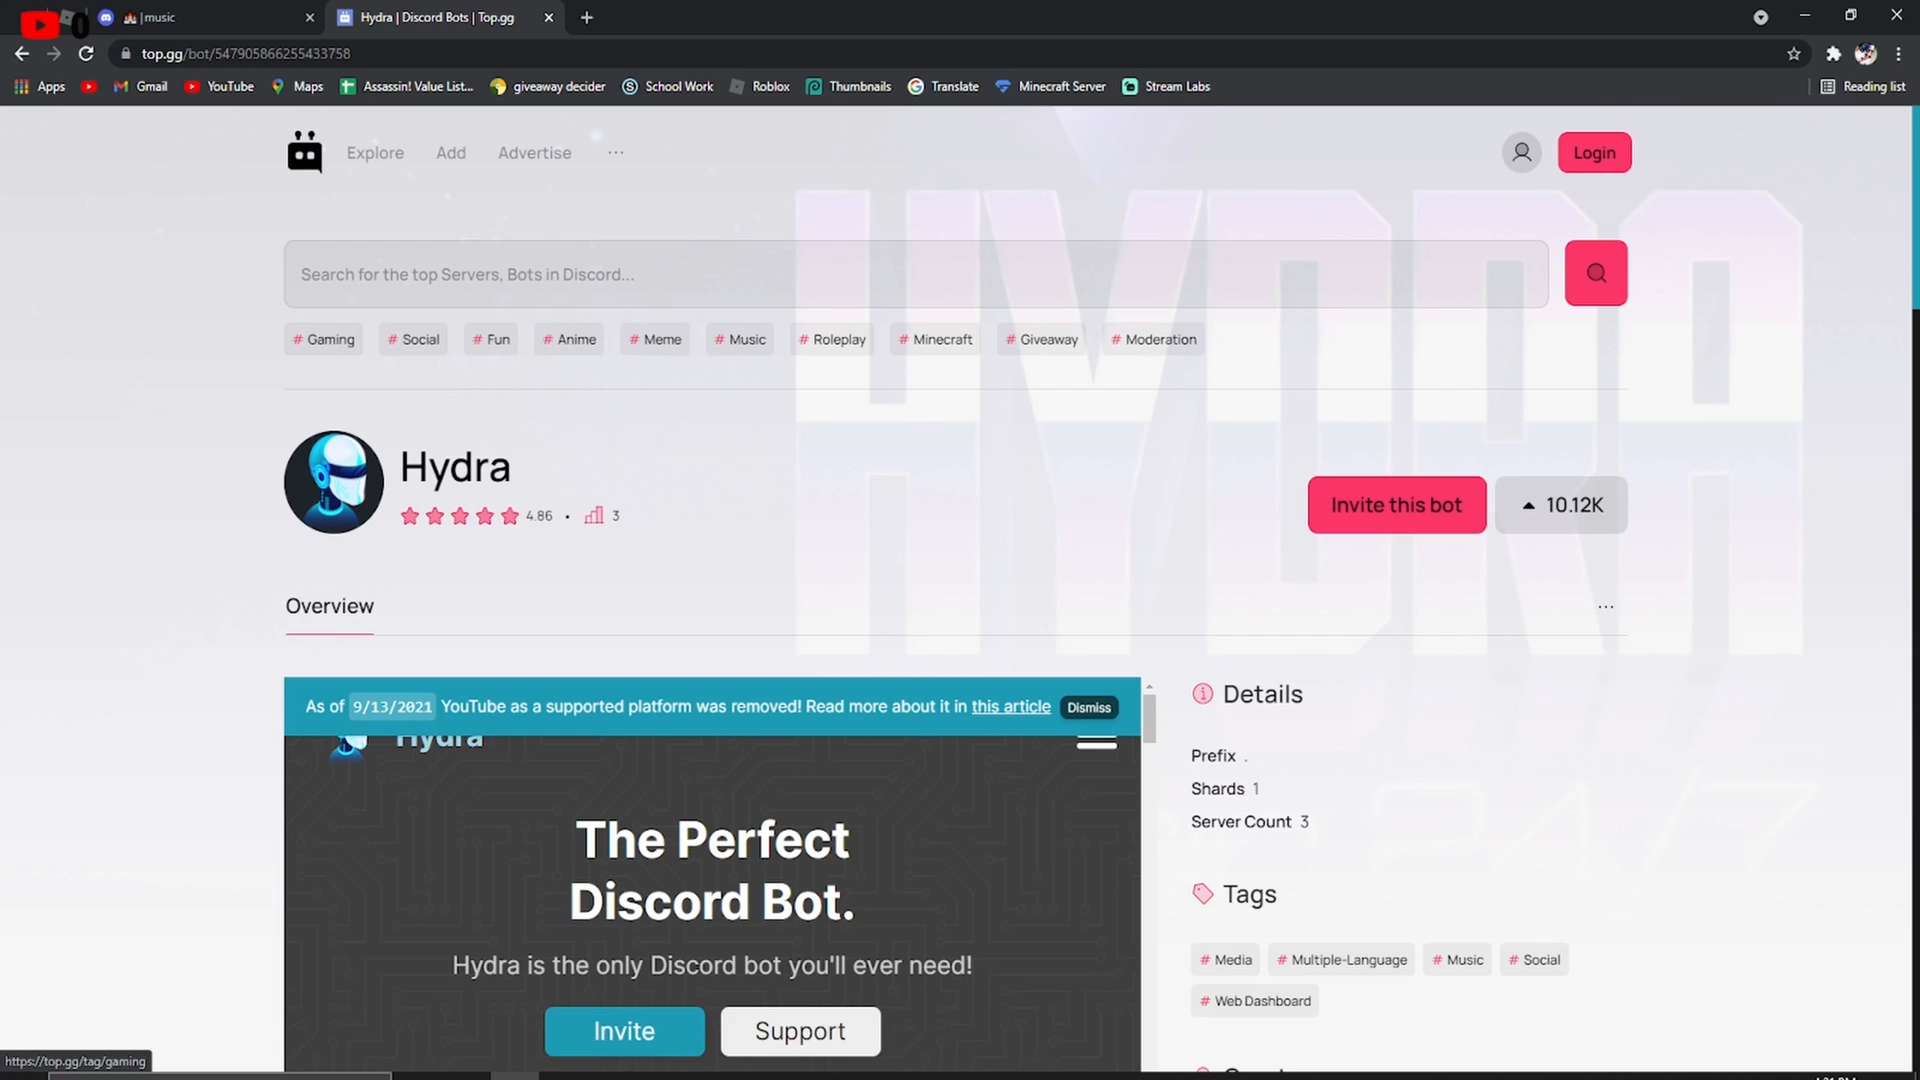 |music
Hydra | Discord Bots | Top.gg
top.gg/bot/547905866255433758
Apps
Gmail
YouTube
Maps
Assassin! Value List...
giveaway decider
School Work
Roblox
Thumbnails
Translate
Minecraft Server
Stream Labs
Reading list
Explore Add Advertise ...
Login
HYDRA
Search for the top Servers, Bots in Discord...
# Gaming # Social # Fun # Anime # Meme # Music # Roleplay # Minecraft # Giveaway # Moderation
Hydra
4.86 • 3
Invite this bot
10.12K
Overview
...
As of 9/13/2021 YouTube as a supported platform was removed! Read more about it in this article Dismiss
Hydra
The Perfect
Discord Bot.
Hydra is the only Discord bot you'll ever need!
Invite Support
Details
Prefix .
Shards 1
Server Count 3
24/7
Tags
# Media # Multiple-Language # Music # Social
# Web Dashboard
https://top.gg/tag/gaming